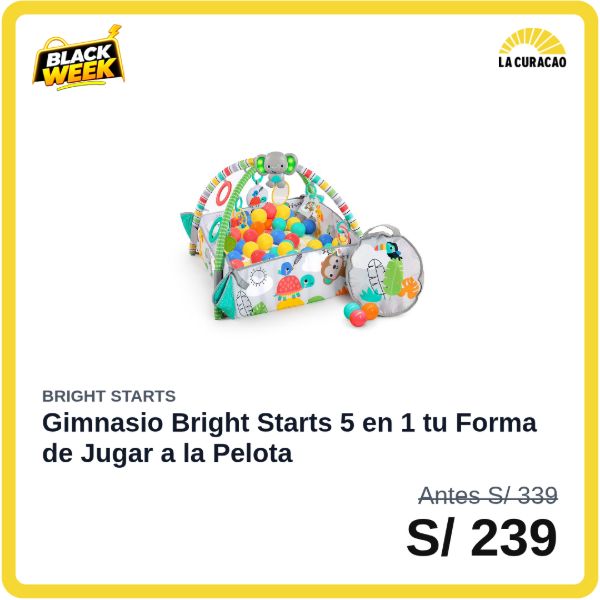 BLACK
WEEK
LA CURACAO
BRIGHT STARTS
Gimnasio Bright Starts 5 en 1 tu Forma
de Jugar a la Pelota
Antes S/ 339
S/ 239